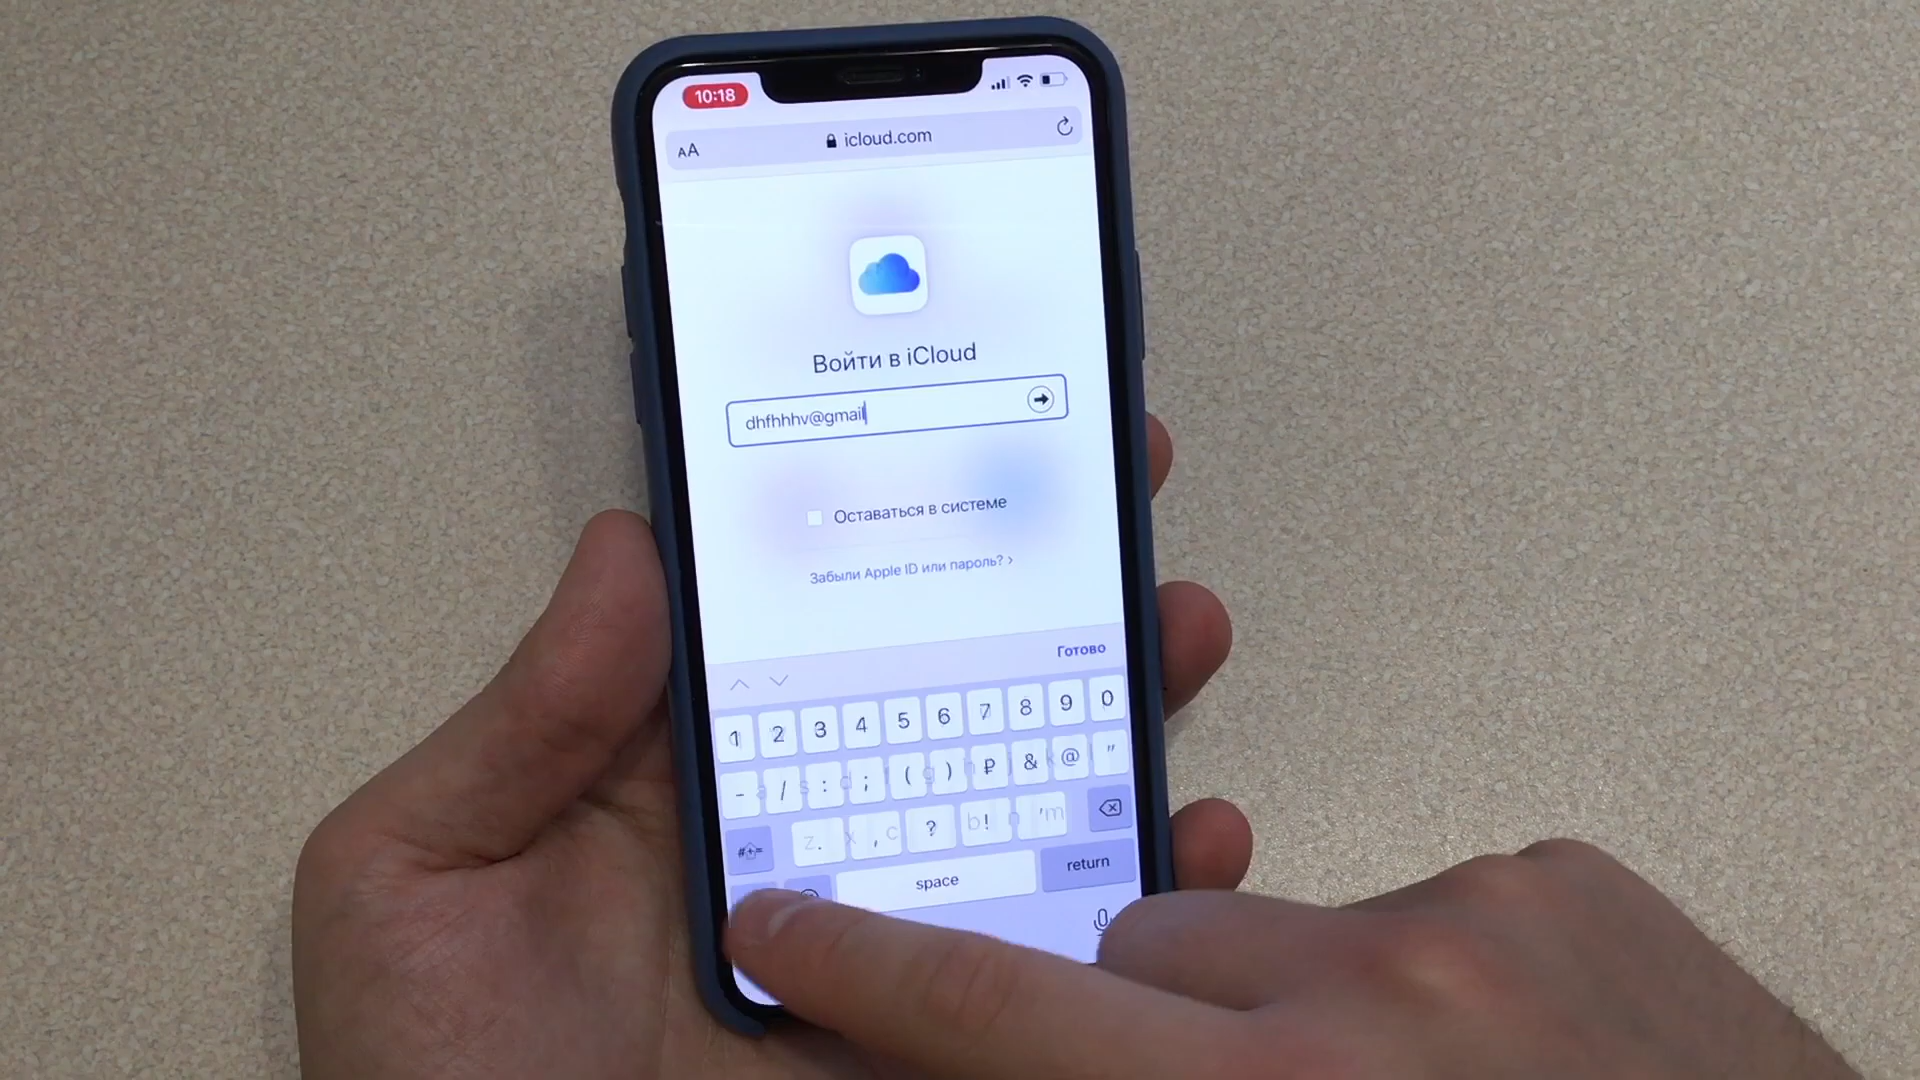 10:18
AA icloud.com
Войти в iCloud
dhfhhhv@gmail
Оставаться в системе
Забыли Apple ID или пароль? >
Готово
1 2 3 4 5 6 7 8 9 0
- / : ; ( ) ₽ & @ "
#+= . , ? ! '
space return